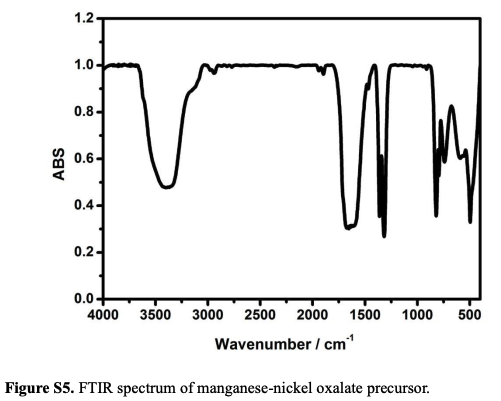 1.2
1.0
0.8
0.6
0.4
0.2
0.0
ABS
4000 3500 3000 2500 2000 1500 1000 500
Wavenumber / cm-1
Figure S5. FTIR spectrum of manganese-nickel oxalate precursor.